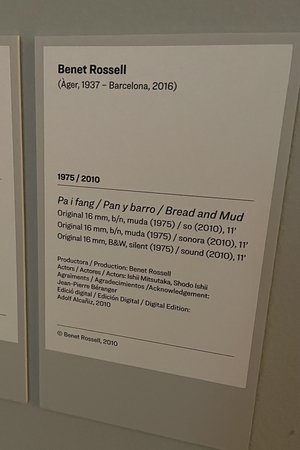 Benet Rossell
(Àger, 1937 – Barcelona, 2016)
1975 / 2010
Pa i fang / Pan y barro / Bread and Mud
Original 16 mm, b/n, muda (1975) / so (2010), 11'
Original 16 mm, b/n, muda (1975) / sonora (2010), 11'
Original 16 mm, B&W, silent (1975) / sound (2010), 11'
Productora / Production: Benet Rossell
Actors / Actores / Actors: Ishii Mitsutaka, Shodo Ishii
Agraïments / Agradecimientos /Acknowledgement:
Jean-Pierre Béranger
Edició digital / Edición Digital / Digital Edition:
Adolf Alcañiz, 2010
© Benet Rossell, 2010